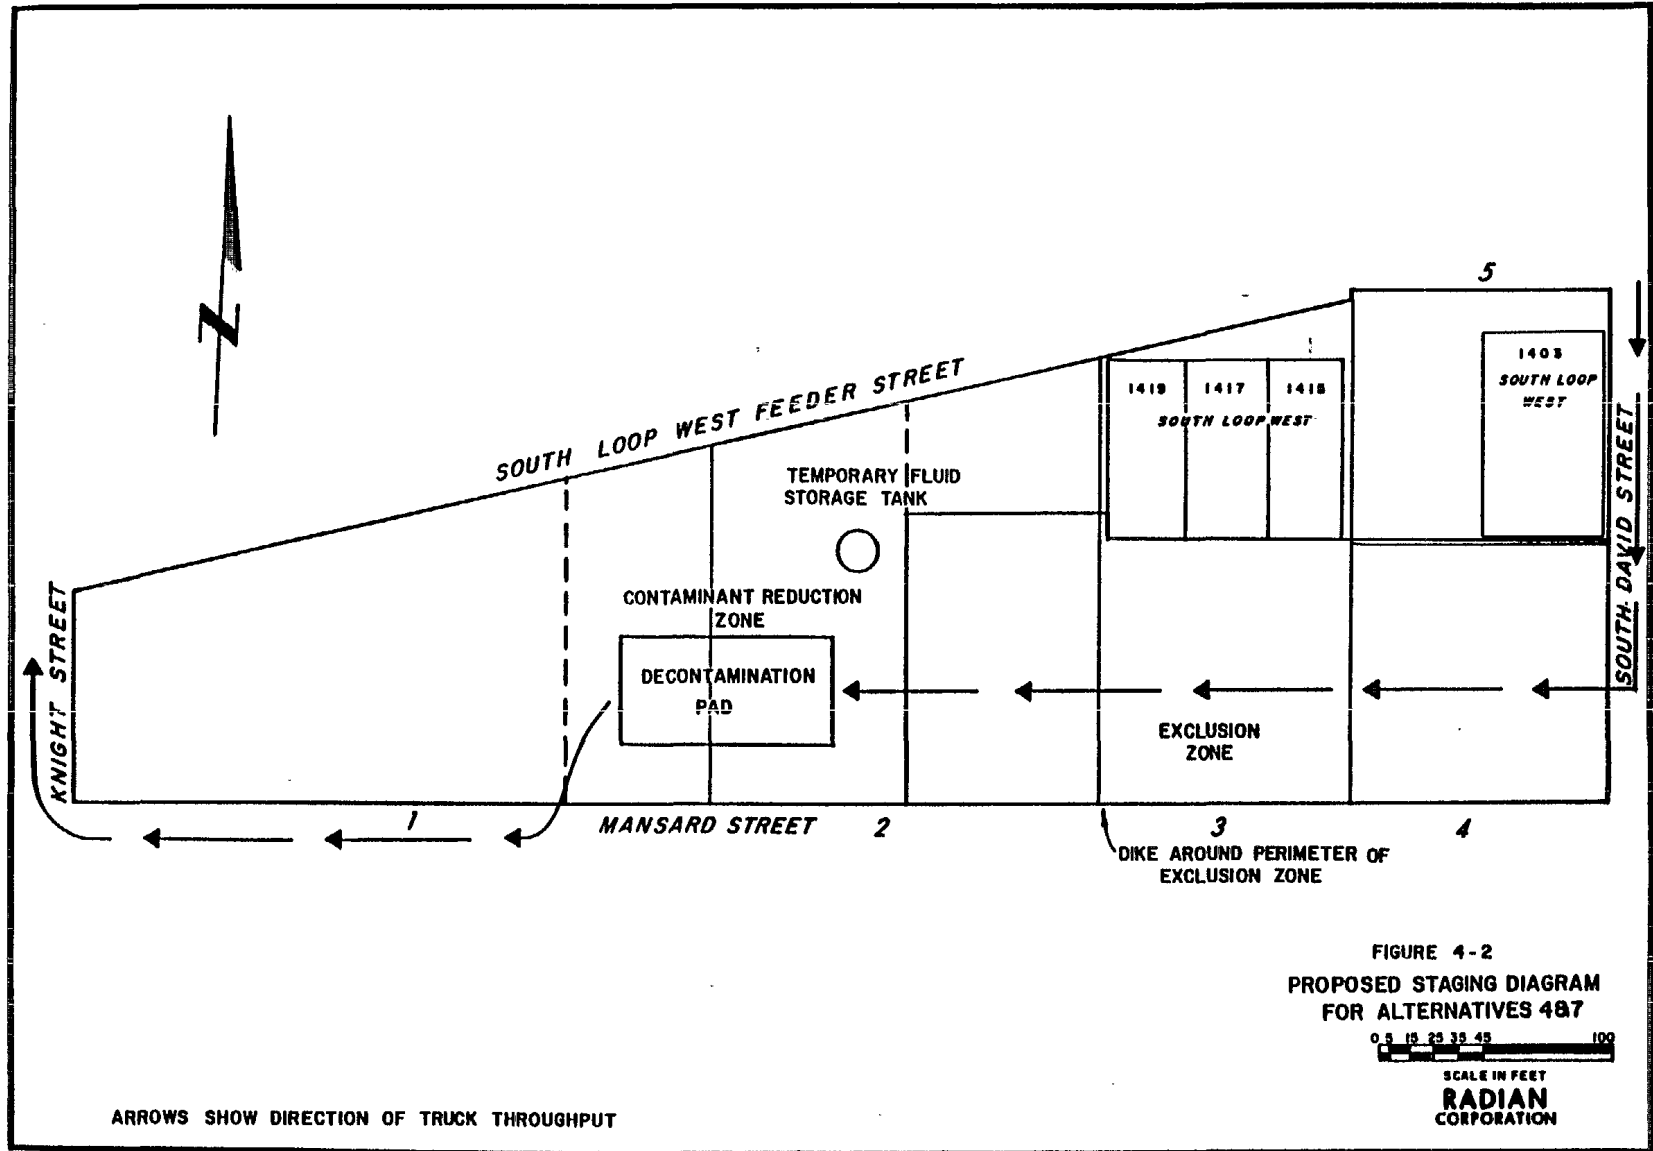 N
5
1403
SOUTH LOOP
WEST
1419 1417 1415
SOUTH LOOP WEST
SOUTH LOOP WEST FEEDER STREET
SOUTH DAVID STREET
TEMPORARY FLUID
STORAGE TANK
CONTAMINANT REDUCTION
ZONE
DECONTAMINATION
PAD
KNIGHT STREET
EXCLUSION
ZONE
1
MANSARD STREET
2
3
4
DIKE AROUND PERIMETER OF
EXCLUSION ZONE
FIGURE 4-2
PROPOSED STAGING DIAGRAM
FOR ALTERNATIVES 4&7
0 5 15 25 35 45 100
SCALE IN FEET
RADIAN
CORPORATION
ARROWS SHOW DIRECTION OF TRUCK THROUGHPUT